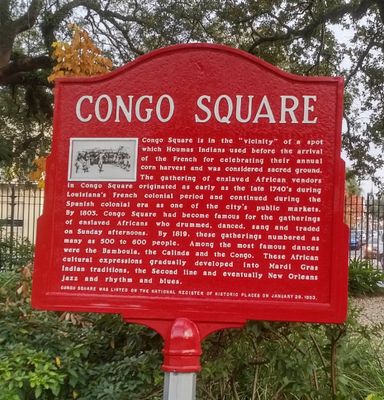 CONGO SQUARE
Congo Square is in the "vicinity" of a spot
which Houmas Indians used before the arrival
of the French for celebrating their annual
corn harvest and was considered sacred ground.
The gathering of enslaved African vendors
in Congo Square originated as early as the late 1740's during
Louisiana's French colonial period and continued during the
Spanish colonial era as one of the city's public markets.
By 1803, Congo Square had become famous for the gatherings
of enslaved Africans who drummed, danced, sang and traded
on Sunday afternoons. By 1819, these gatherings numbered as
many as 500 to 600 people. Among the most famous dances
were the Bamboula, the Calinda and the Congo. These African
cultural expressions gradually developed into Mardi Gras
Indian traditions, the Second line and eventually New Orleans
jazz and rhythm and blues.
CONGO SQUARE WAS LISTED ON THE NATIONAL REGISTER OF HISTORIC PLACES ON JANUARY 28, 1993.